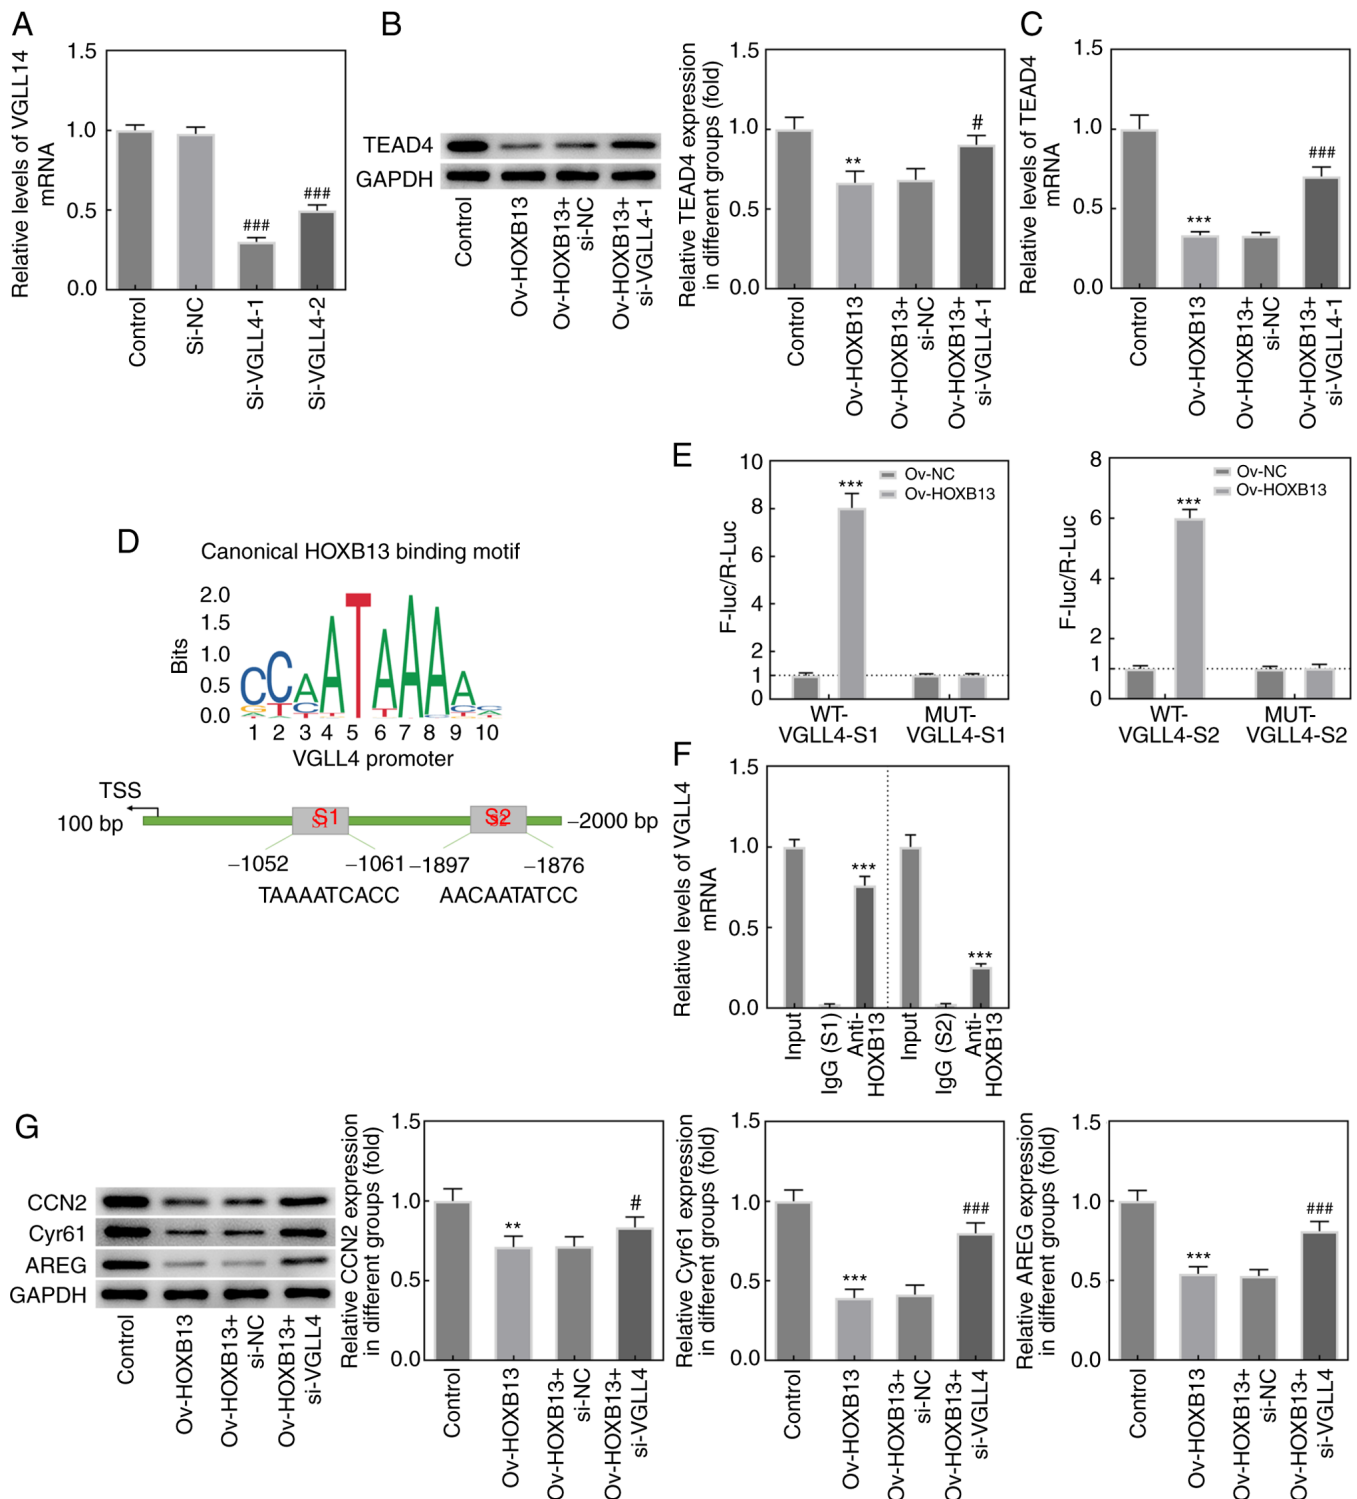 A
Relative levels of VGLL14
mRNA
1.5
1.0
0.5
0.0
Control
Si-NC
Si-VGLL4-1
Si-VGLL4-2
###
###
B
TEAD4
GAPDH
Control
Ov-HOXB13
Ov-HOXB13+
si-NC
Ov-HOXB13+
si-VGLL4-1
Relative TEAD4 expression
in different groups (fold)
1.5
1.0
0.5
0.0
**
#
Control
Ov-HOXB13
Ov-HOXB13+
si-NC
Ov-HOXB13+
si-VGLL4-1
C
Relative levels of TEAD4
mRNA
1.5
1.0
0.5
0.0
***
###
Control
Ov-HOXB13
Ov-HOXB13+
si-NC
Ov-HOXB13+
si-VGLL4-1
D
Canonical HOXB13 binding motif
Bits
2.0
1.5
1.0
0.5
0.0
CCAATAAAA
1 2 3 4 5 6 7 8 9 10
VGLL4 promoter
TSS
100 bp
S1
S2
–2000 bp
–1052
–1061
–1897
–1876
TAAAATCACC
AACAATATCC
E
F-luc/R-Luc
10
8
6
4
2
1
0
***
Ov-NC
Ov-HOXB13
WT-
VGLL4-S1
MUT-
VGLL4-S1
F-luc/R-Luc
8
6
4
2
1
0
***
Ov-NC
Ov-HOXB13
WT-
VGLL4-S2
MUT-
VGLL4-S2
F
Relative levels of VGLL4
mRNA
1.5
1.0
0.5
0.0
***
***
Input
IgG (S1)
Anti-
HOXB13
Input
IgG (S2)
Anti-
HOXB13
G
CCN2
Cyr61
AREG
GAPDH
Control
Ov-HOXB13
Ov-HOXB13+
si-NC
Ov-HOXB13+
si-VGLL4
Relative CCN2 expression
in different groups (fold)
1.5
1.0
0.5
0.0
**
#
Control
Ov-HOXB13
Ov-HOXB13+
si-NC
Ov-HOXB13+
si-VGLL4
Relative Cyr61 expression
in different groups (fold)
1.5
1.0
0.5
0.0
***
###
Control
Ov-HOXB13
Ov-HOXB13+
si-NC
Ov-HOXB13+
si-VGLL4
Relative AREG expression
in different groups (fold)
1.5
1.0
0.5
0.0
***
###
Control
Ov-HOXB13
Ov-HOXB13+
si-NC
Ov-HOXB13+
si-VGLL4